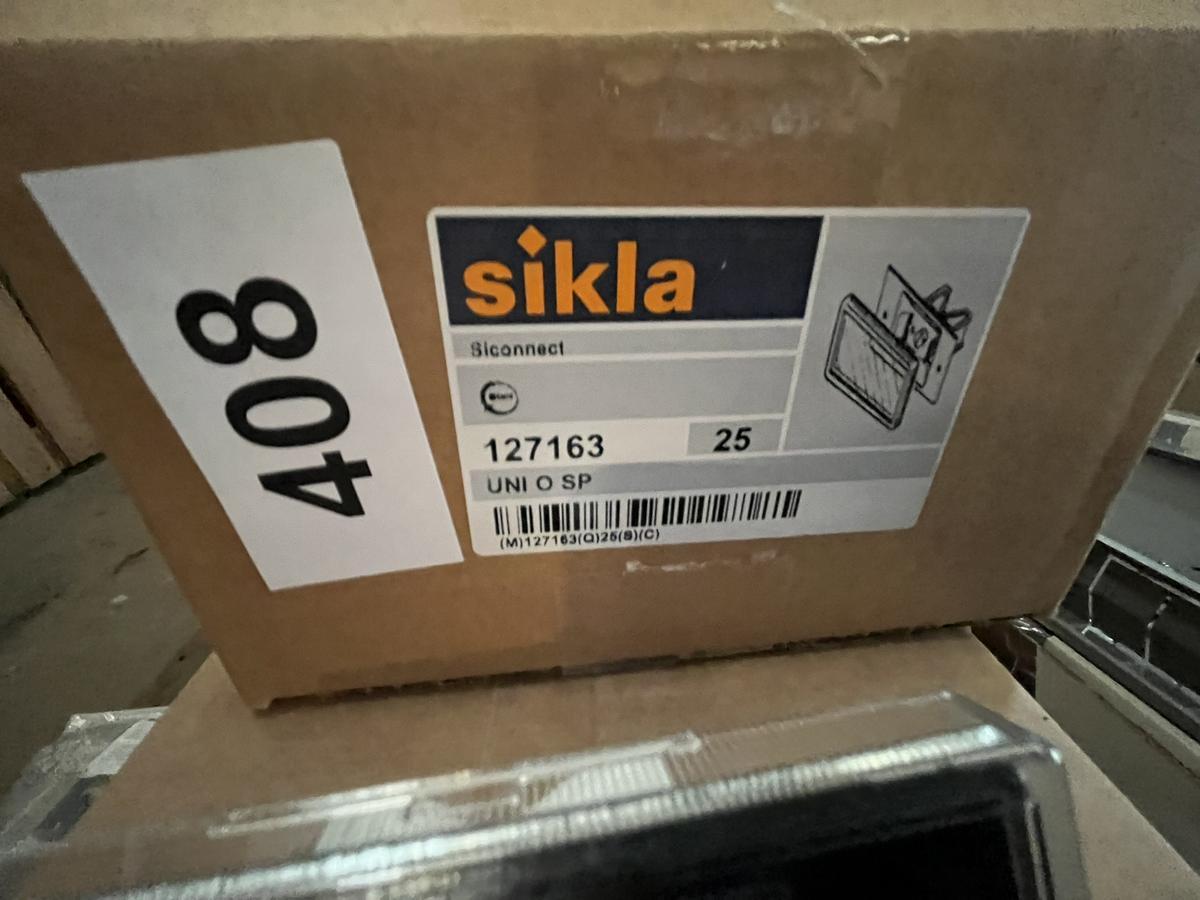 408
sikla
Siconnect
127163 25
UNI O SP
(M)127163(Q)25(S)(C)